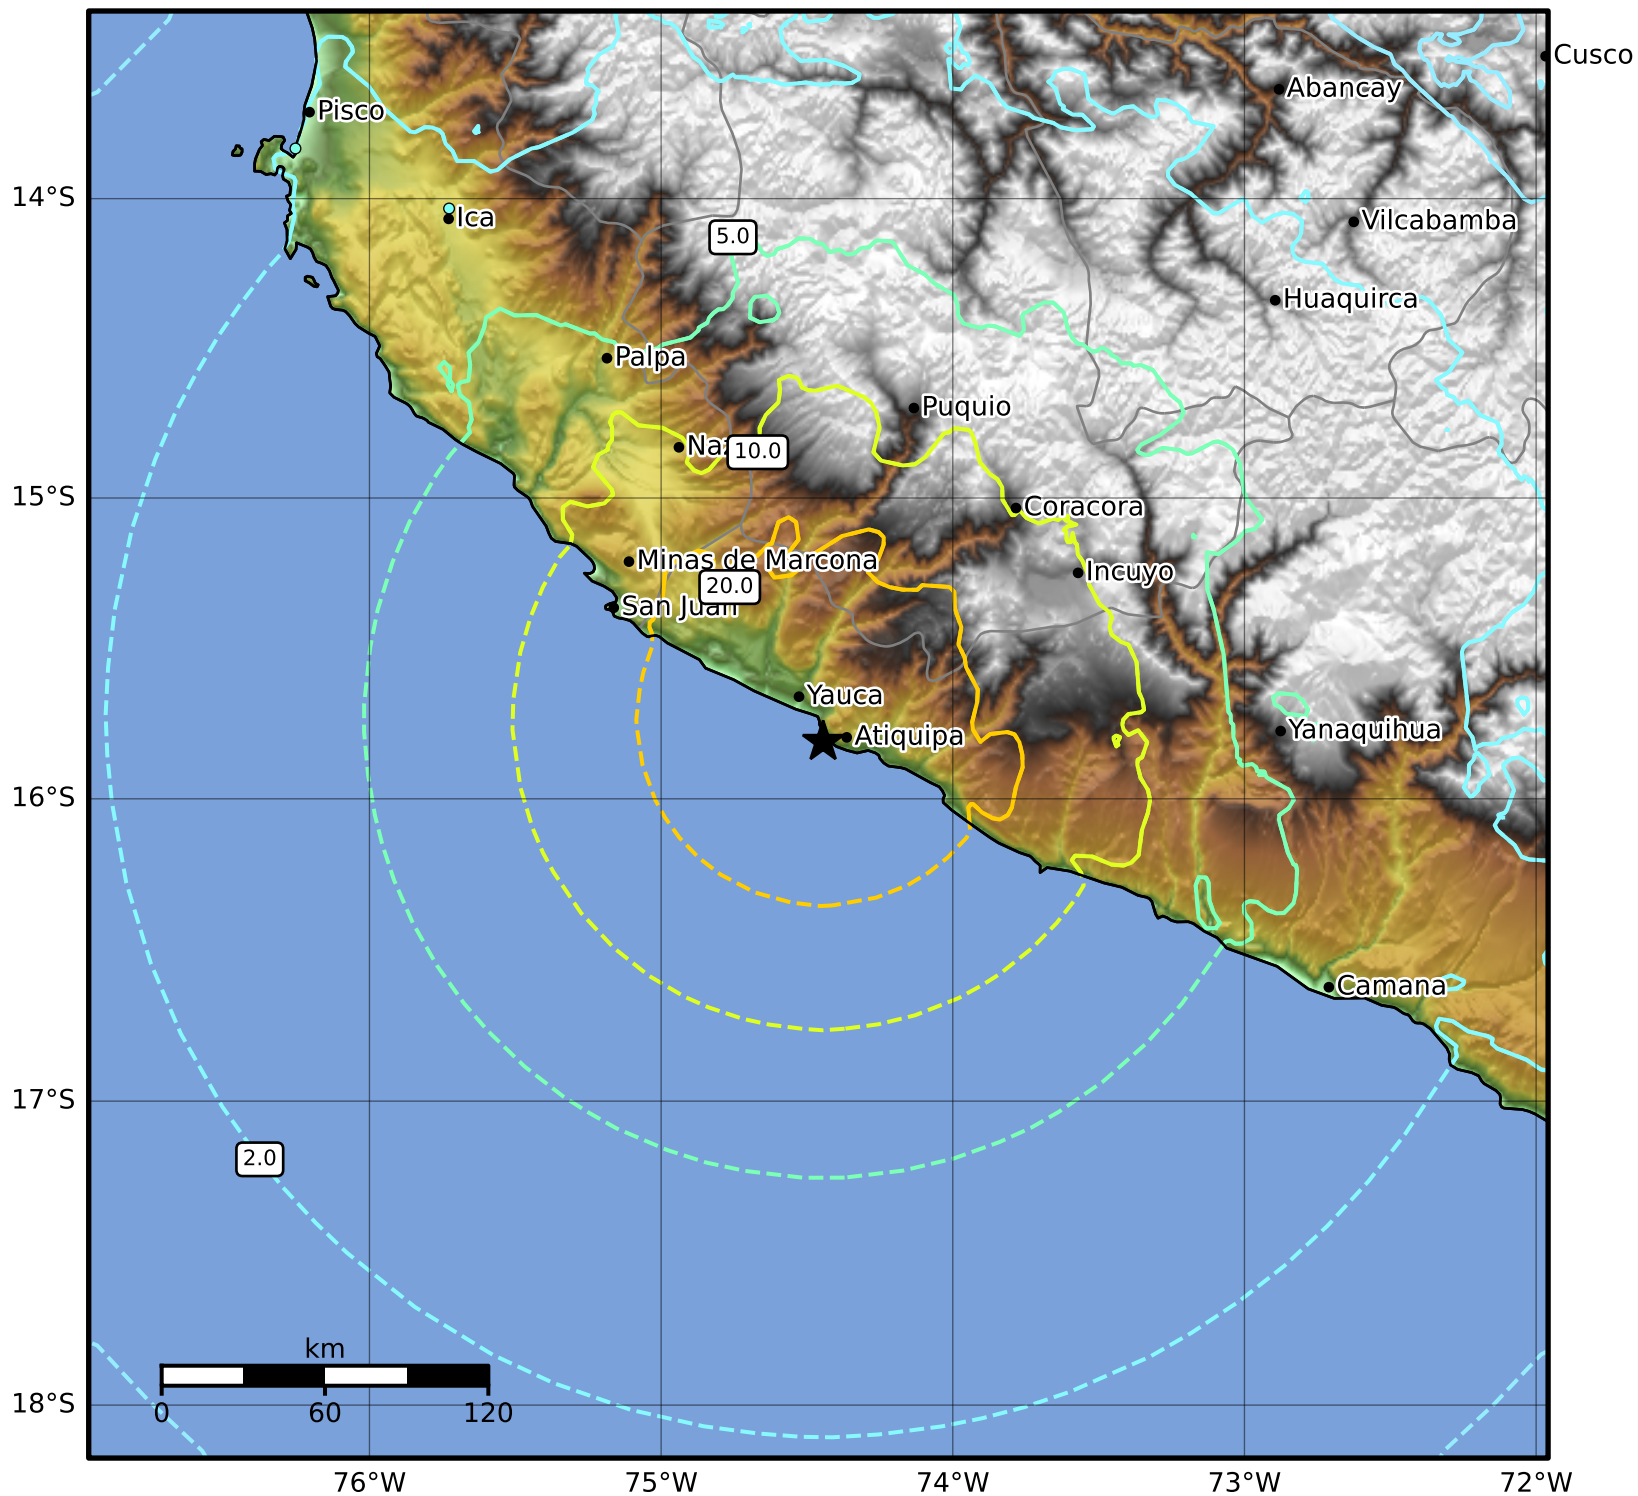 Cusco
Abancay
Pisco
14°S
Ica
Vilcabamba
5.0
Huaquirca
Palpa
Puquio
10.0
15°S
Coracora
Minas de Marcona
Incuyo
20.0
San Juan
Yauca
Atiquipa
Yanaquihua
16°S
Camana
17°S
2.0
km
0 60 120
18°S
76°W 75°W 74°W 73°W 72°W